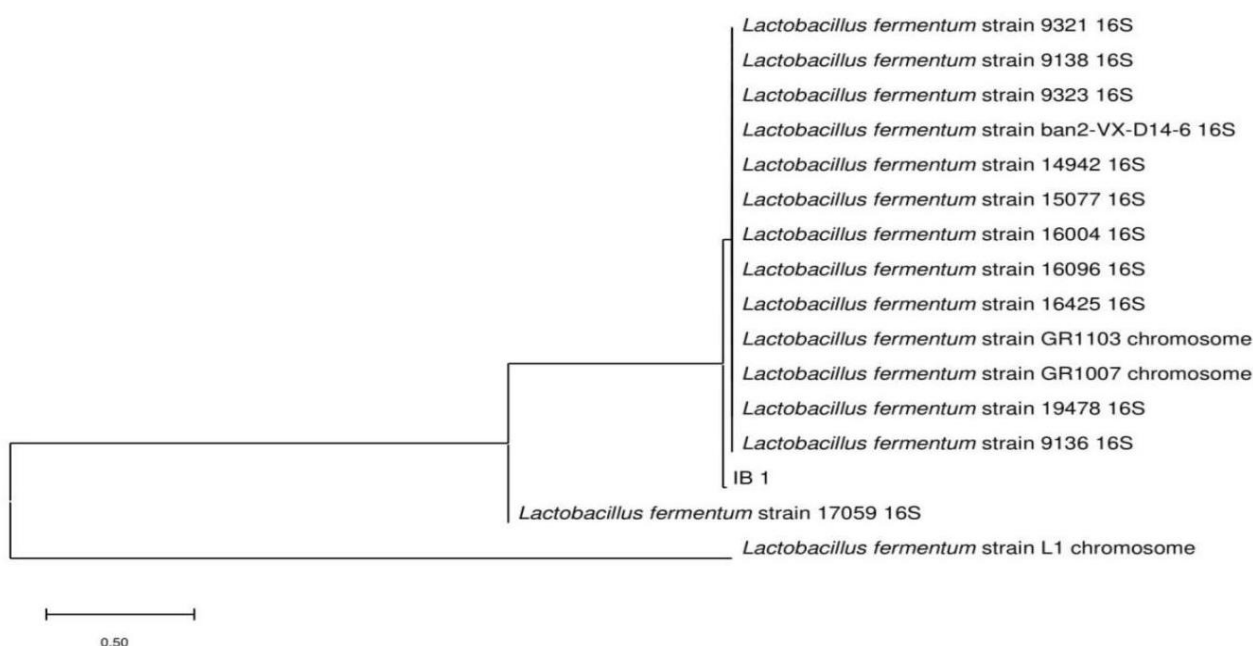 Lactobacillus fermentum strain 9321 16S
Lactobacillus fermentum strain 9138 16S
Lactobacillus fermentum strain 9323 16S
Lactobacillus fermentum strain ban2-VX-D14-6 16S
Lactobacillus fermentum strain 14942 16S
Lactobacillus fermentum strain 15077 16S
Lactobacillus fermentum strain 16004 16S
Lactobacillus fermentum strain 16096 16S
Lactobacillus fermentum strain 16425 16S
Lactobacillus fermentum strain GR1103 chromosome
Lactobacillus fermentum strain GR1007 chromosome
Lactobacillus fermentum strain 19478 16S
Lactobacillus fermentum strain 9136 16S
IB 1
Lactobacillus fermentum strain 17059 16S
Lactobacillus fermentum strain L1 chromosome
0.50